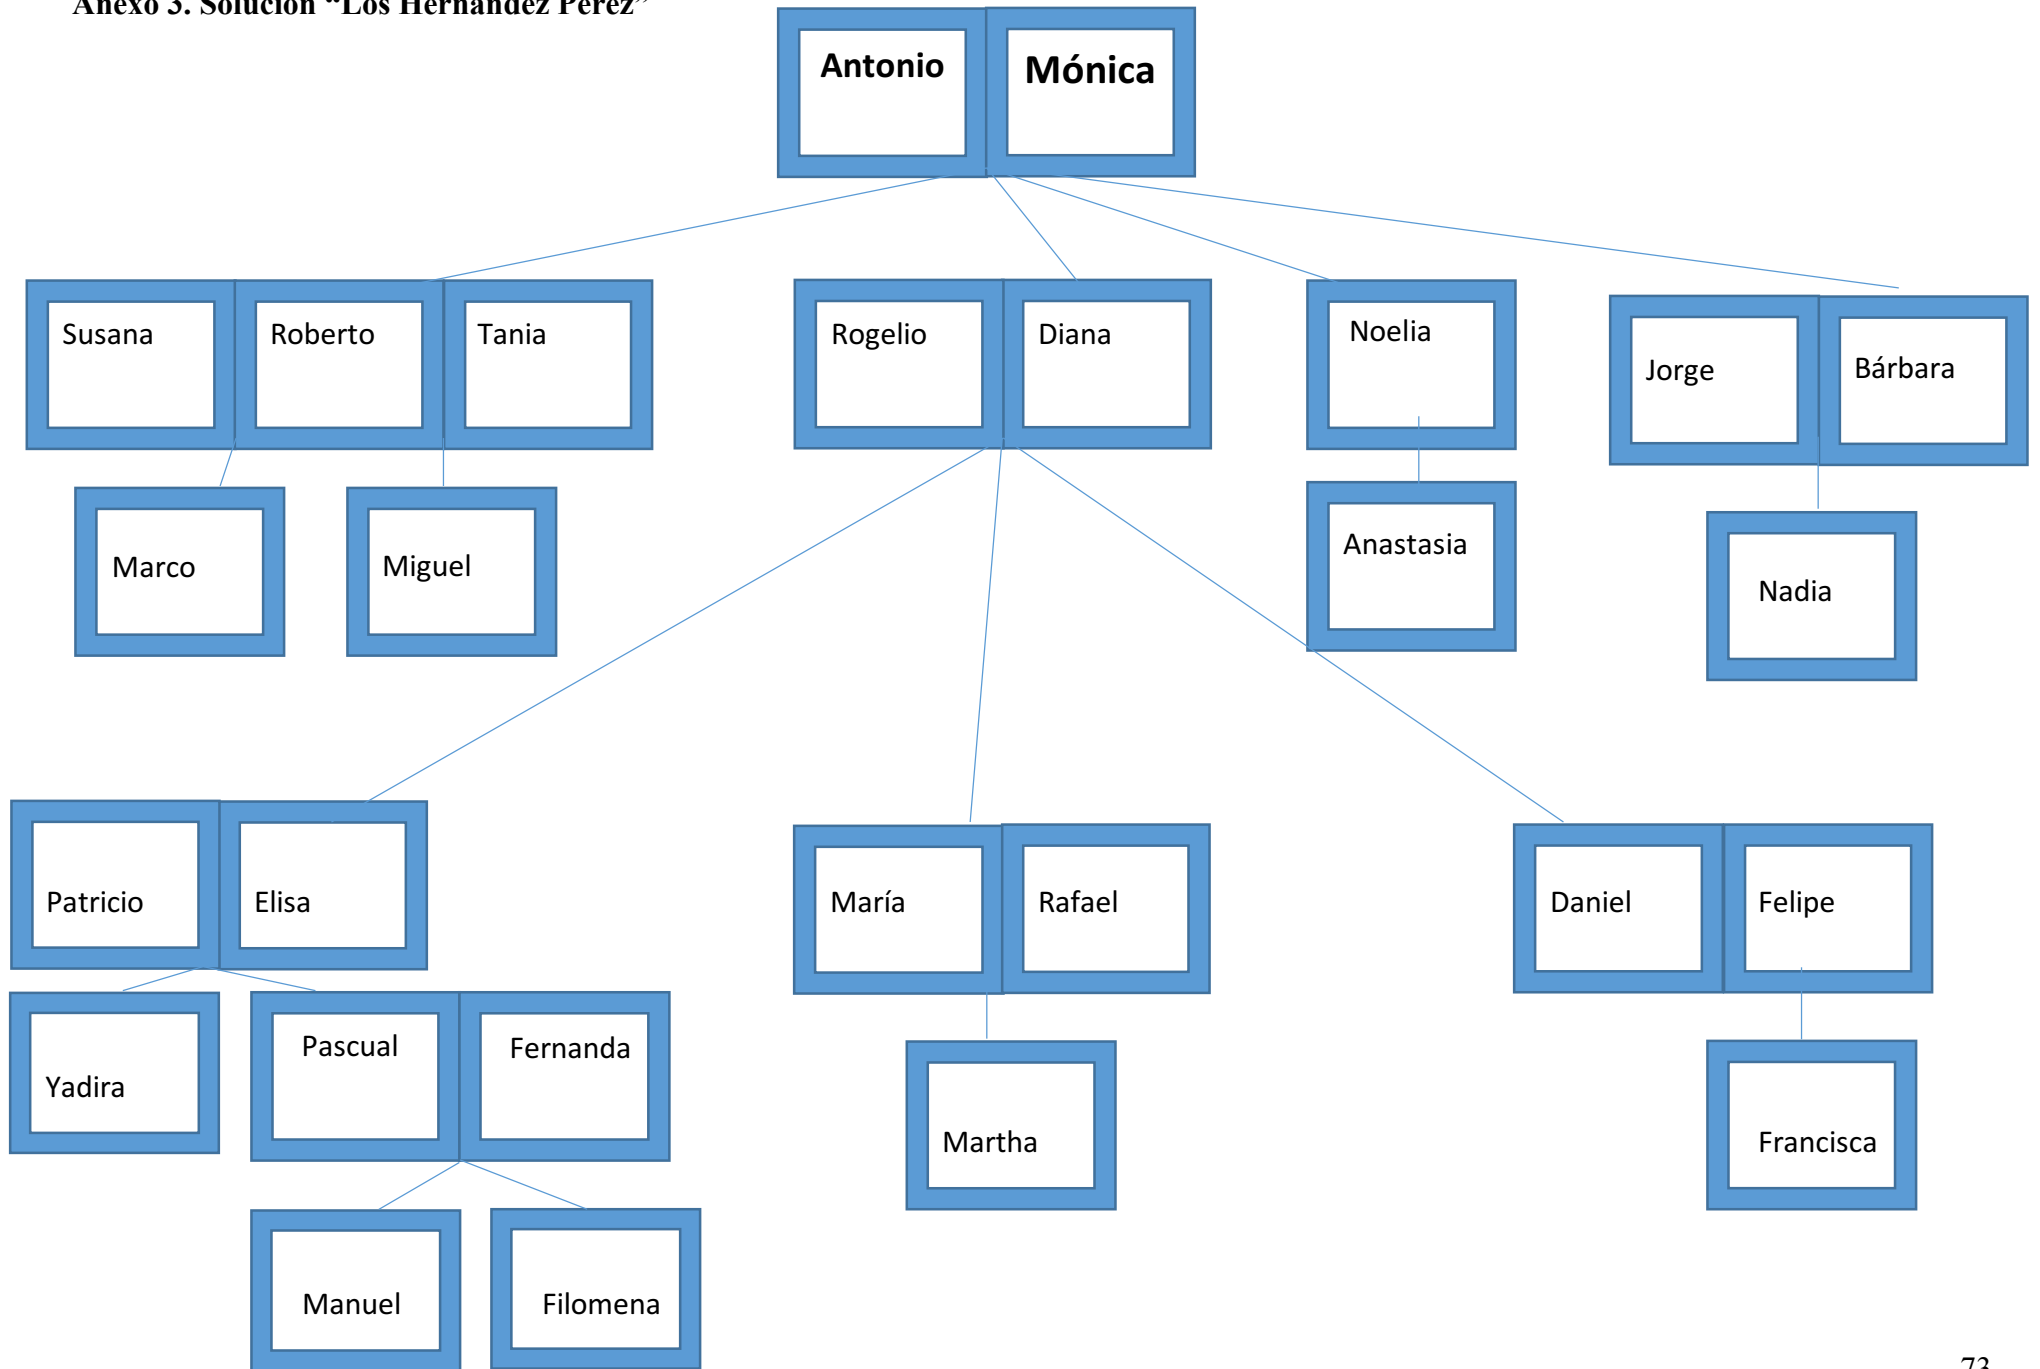 Anexo 3. Solución “Los Hernández Pérez”
Antonio
Mónica
Susana
Roberto
Tania
Rogelio
Diana
Noelia
Jorge
Bárbara
Marco
Miguel
Anastasia
Nadia
Patricio
Elisa
María
Rafael
Daniel
Felipe
Yadira
Pascual
Fernanda
Martha
Francisca
Manuel
Filomena
73